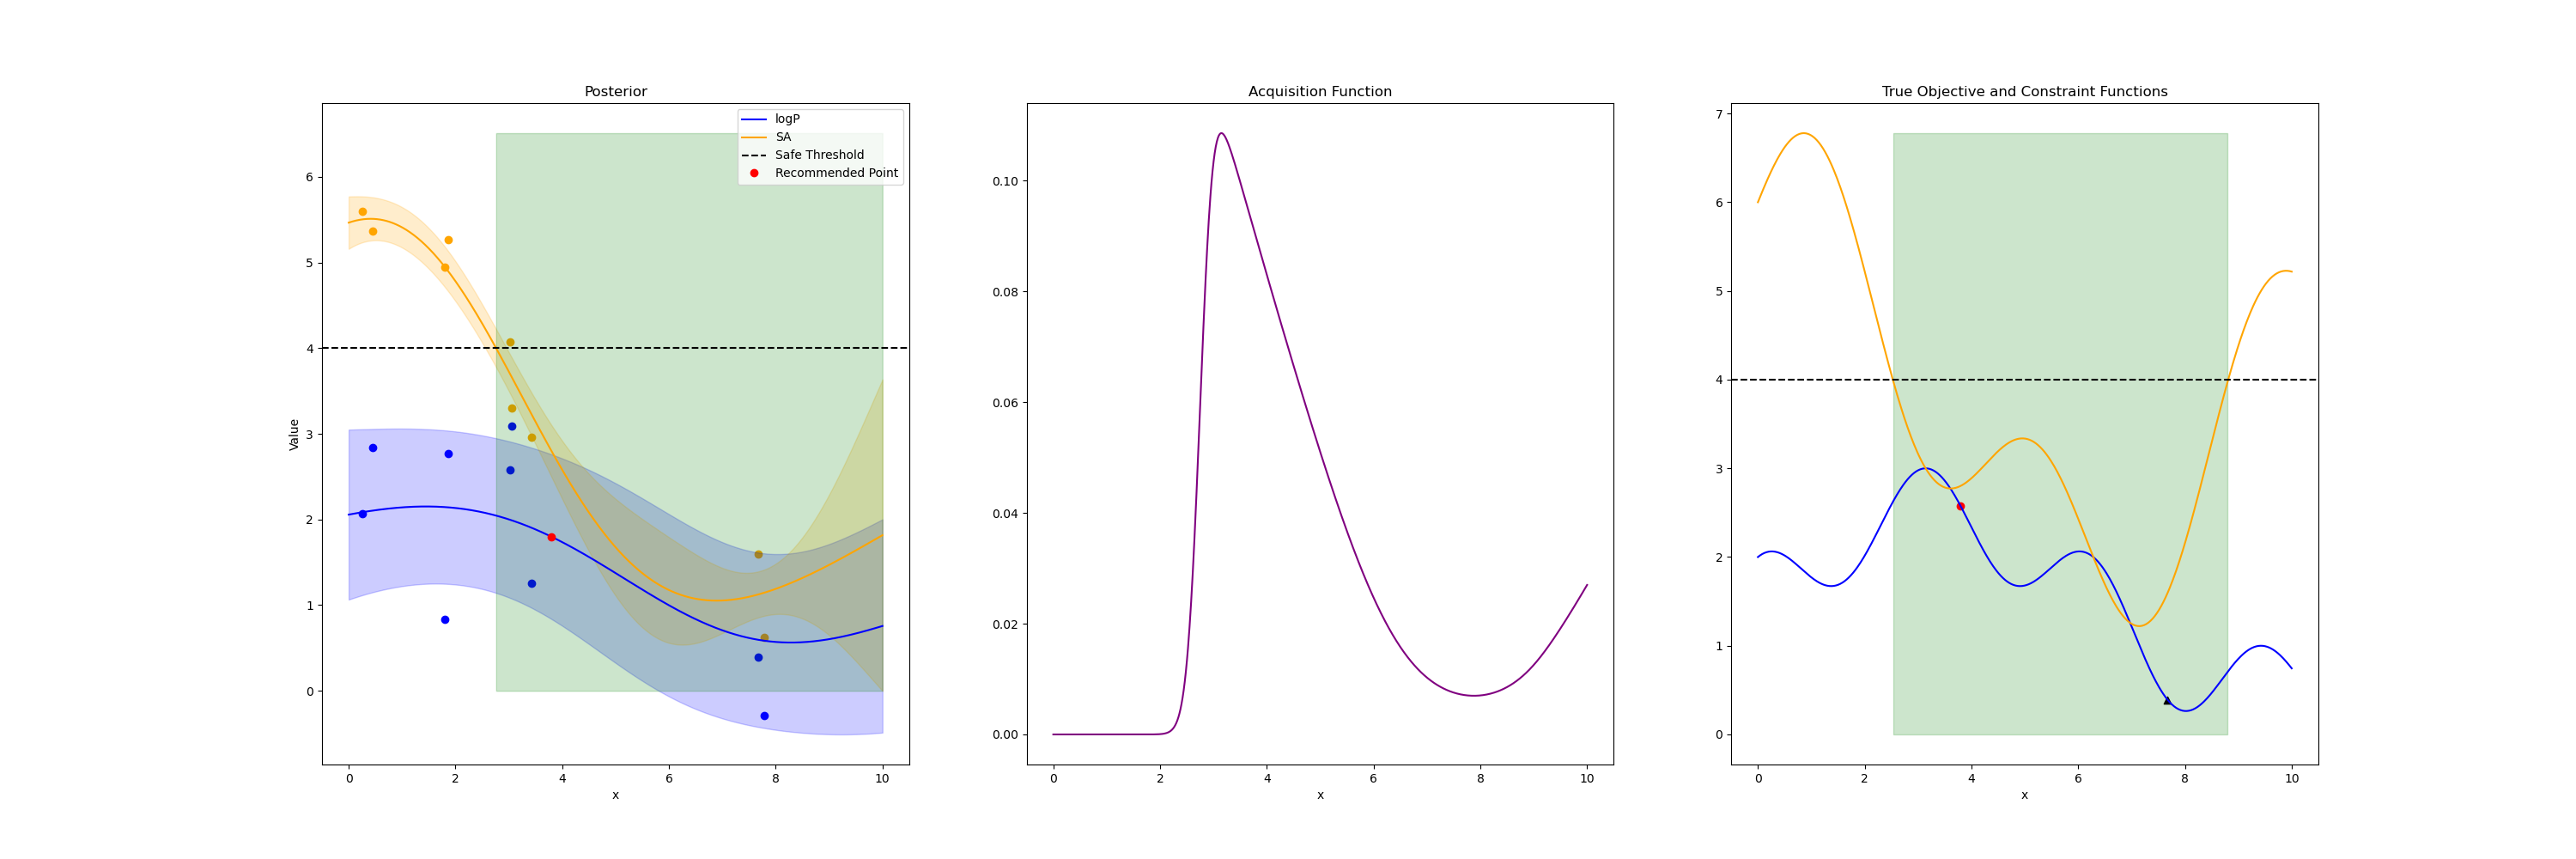 Posterior
logP
SA
Safe Threshold
Recommended Point
Value
6
5
4
3
2
1
0
0 2 4 6 8 10
x
Acquisition Function
0.10
0.08
0.06
0.04
0.02
0.00
0 2 4 6 8 10
x
True Objective and Constraint Functions
7
6
5
4
3
2
1
0
0 2 4 6 8 10
x